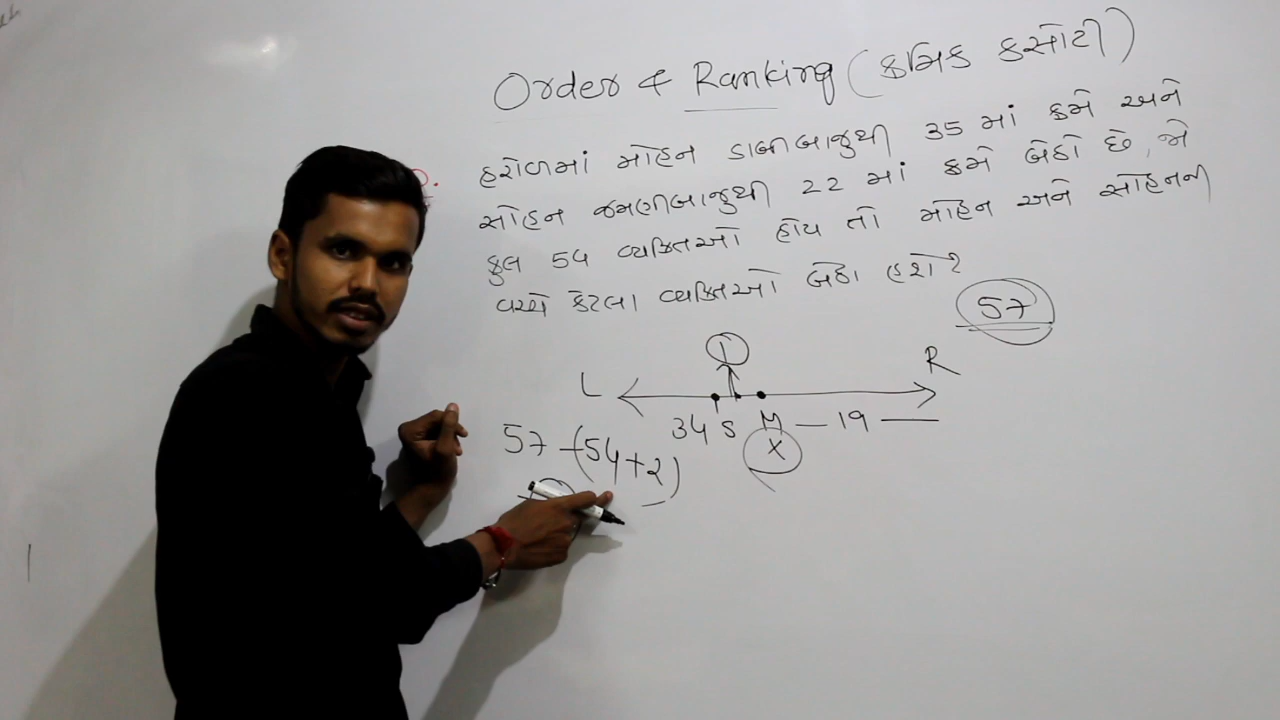 Order & Ranking (ક્રમિક કસોટી)
હરોળમાં મોહન ડાબીબાજુથી 35 માં ક્રમે અને
સોહન જમણીબાજુથી 22 માં ક્રમે બેઠો છે, જો
કુલ 54 વ્યક્તિઓ હોય તો મોહન અને સોહનની
વચ્ચે કેટલા વ્યક્તિઓ બેઠા હશે?
57
1
L R
34 S M — 19 —
X
57 - (54+2)